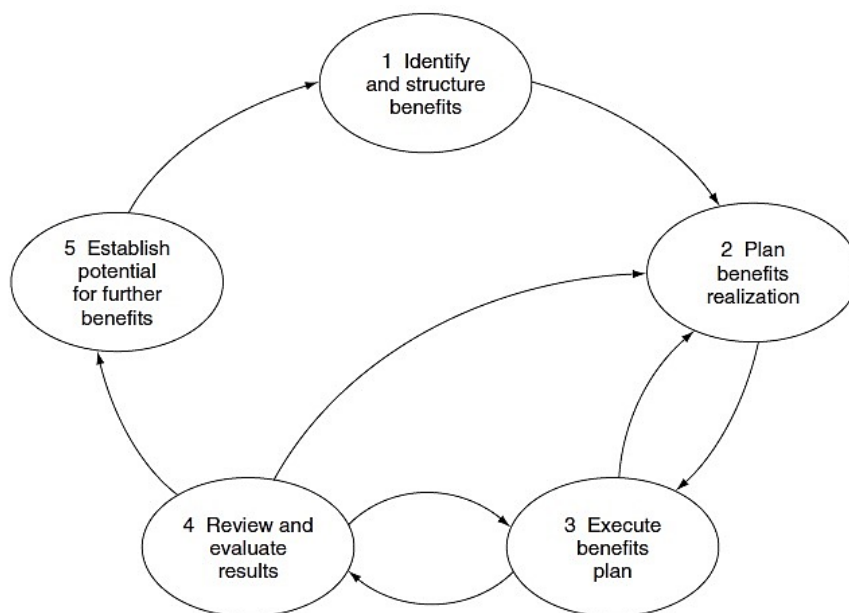 1 Identify
and structure
benefits
2 Plan
benefits
realization
3 Execute
benefits
plan
4 Review and
evaluate
results
5 Establish
potential
for further
benefits